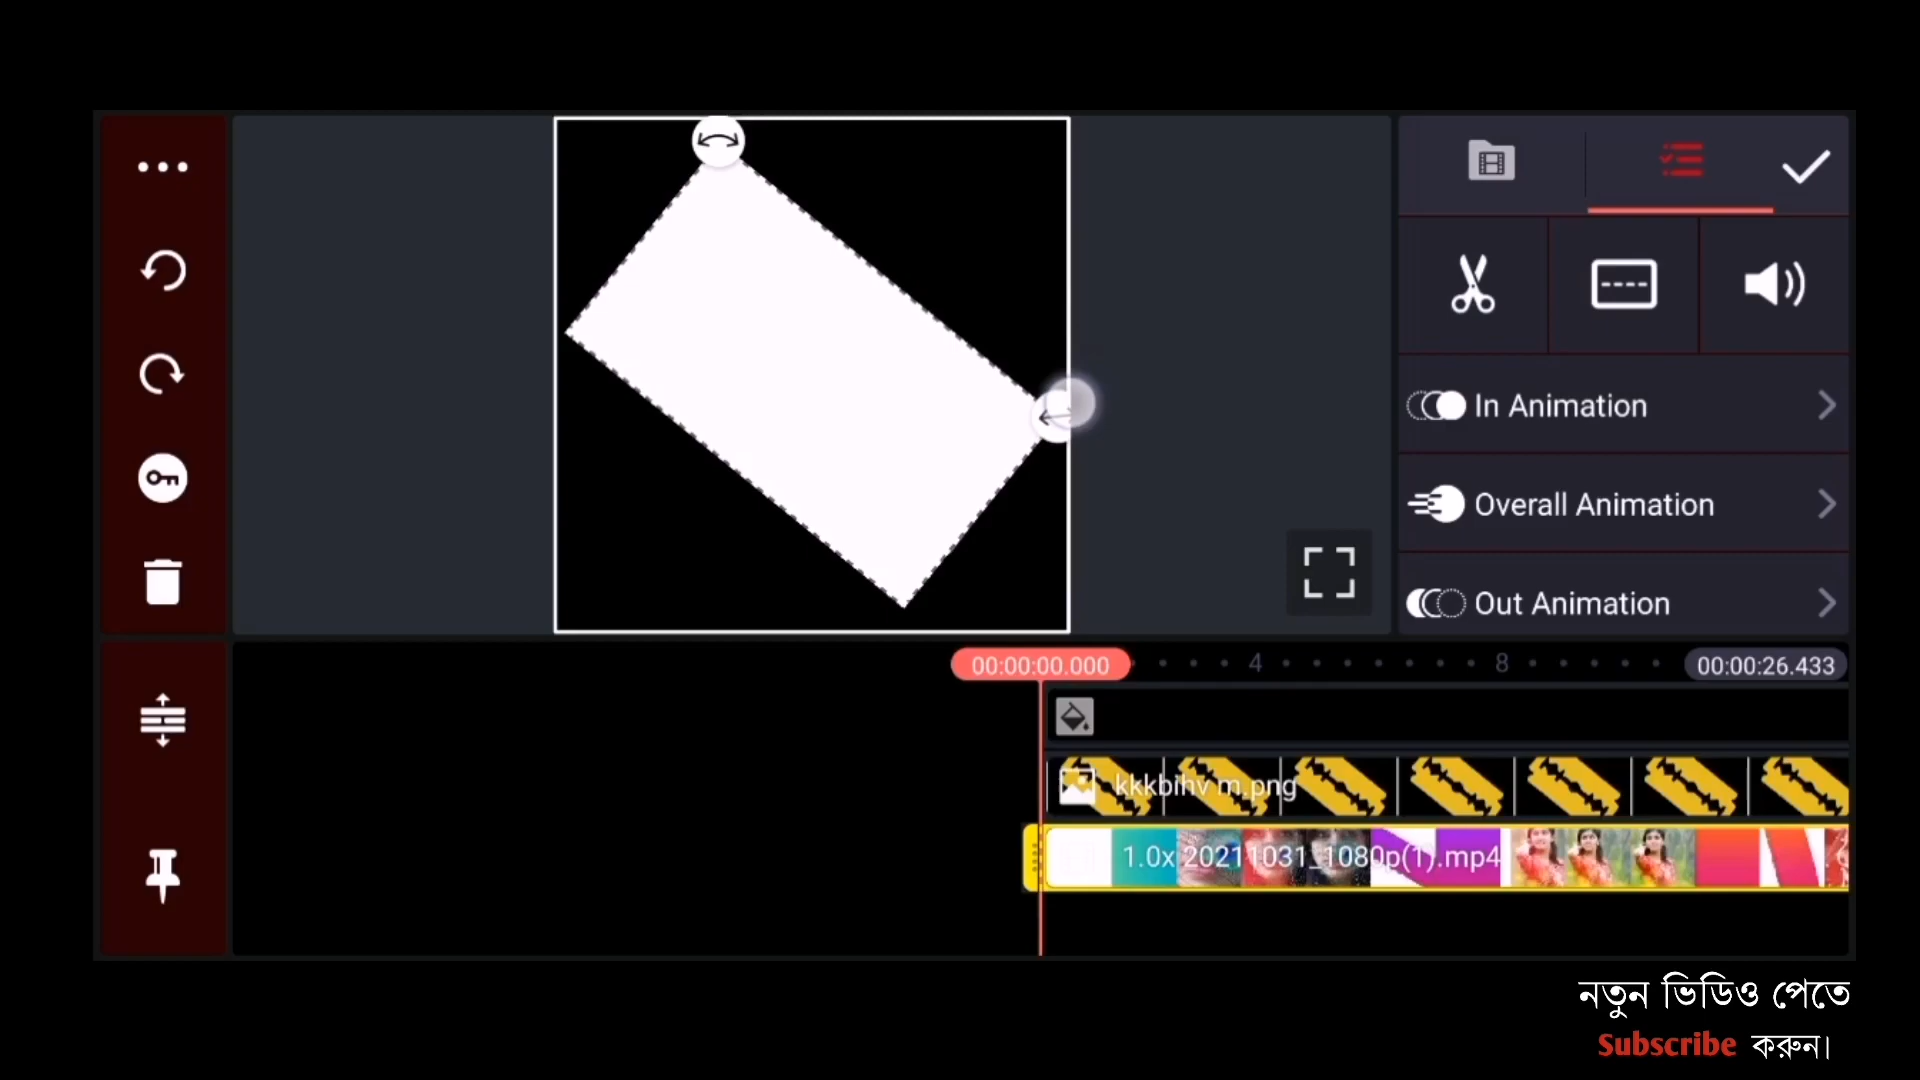 In Animation
Overall Animation
Out Animation
00:00:00.000
4
8
00:00:26.433
kkkbihv m.png
1.0x 20211031_1080p(1).mp4
নতুন ভিডিও পেতে
Subscribe করুন।